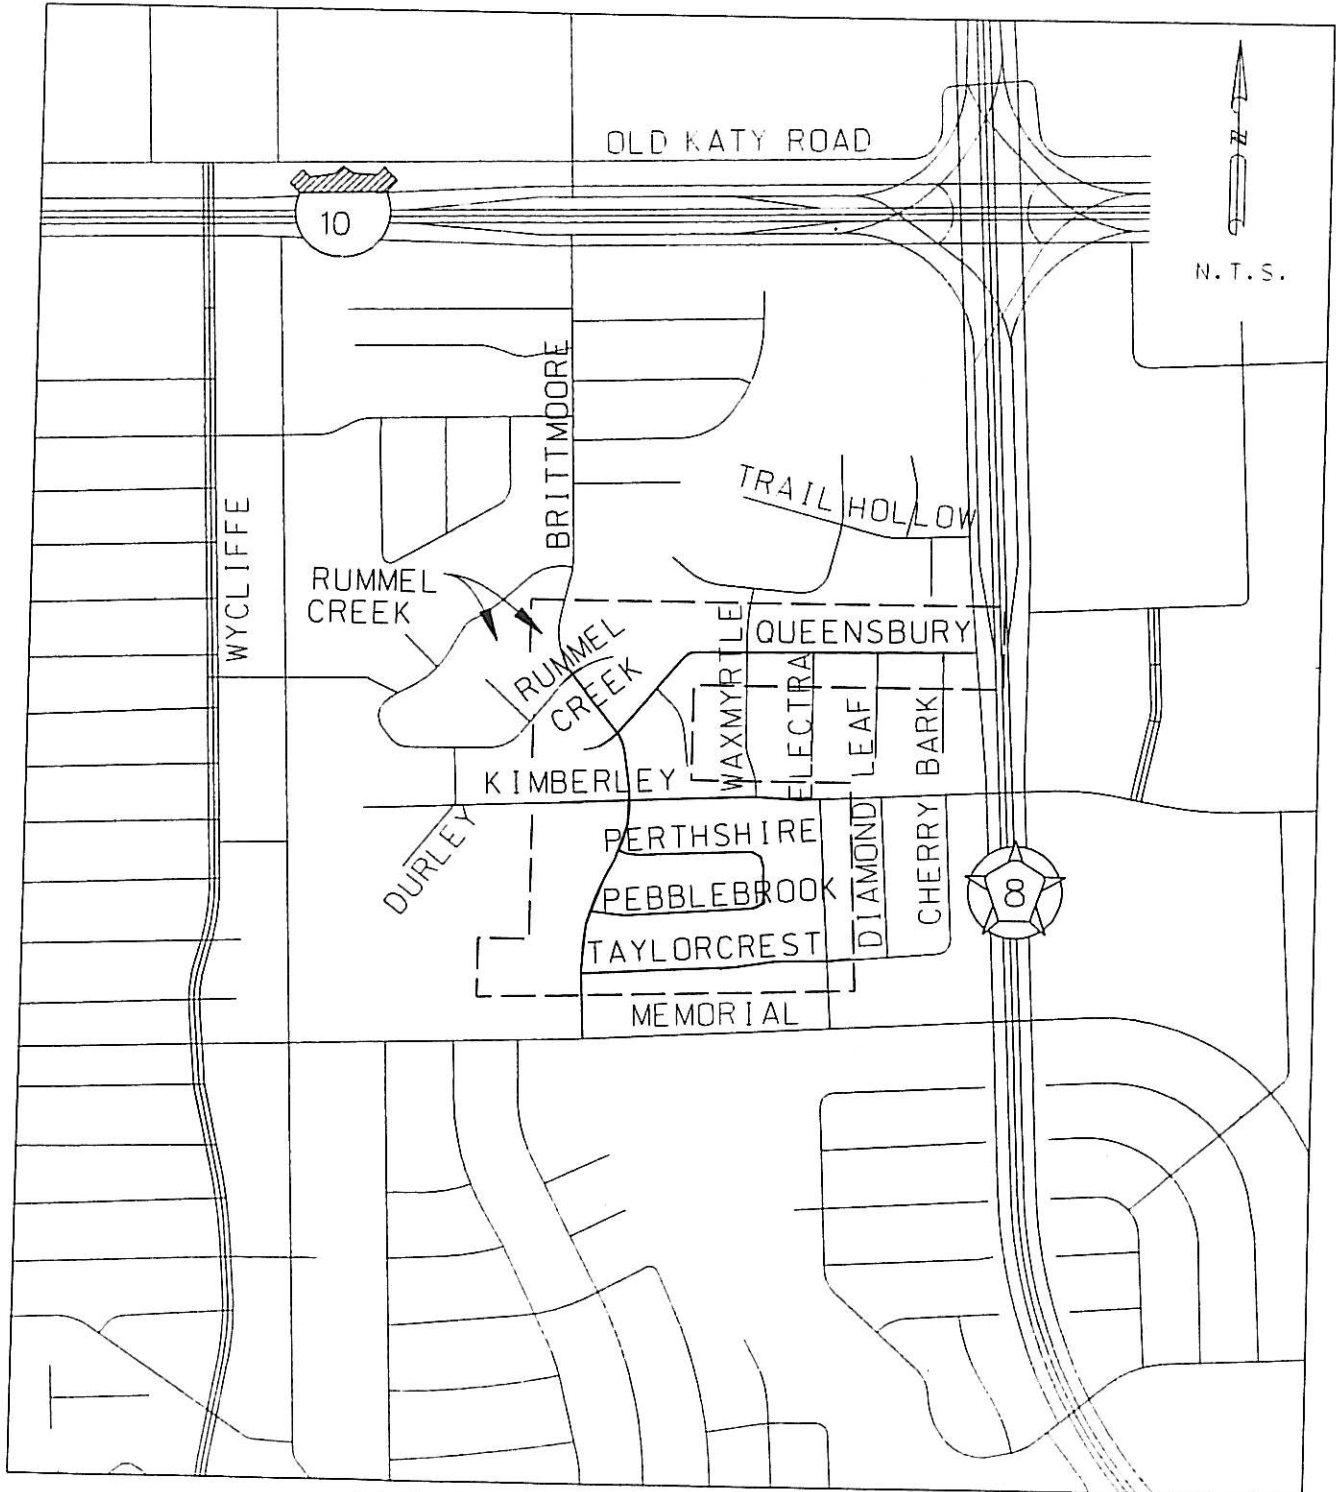 OLD KATY ROAD
10
N
N.T.S.
BRITTMOORE
TRAIL HOLLOW
WYCLIFFE
RUMMEL
CREEK
RUMMEL
CREEK
QUEENSBURY
WAXMYRTLE
ELECTRA
DIAMOND LEAF
CHERRY BARK
KIMBERLEY
DURLEY
PERTHSHIRE
PEBBLEBROOK
8
TAYLORCREST
MEMORIAL